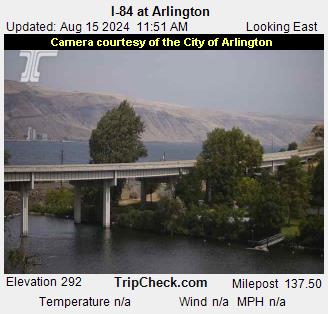 I-84 at Arlington
Updated: Aug 15 2024 11:51 AM Looking East
Camera courtesy of the City of Arlington
Elevation 292 TripCheck.com Milepost 137.50
Temperature n/a Wind n/a MPH n/a